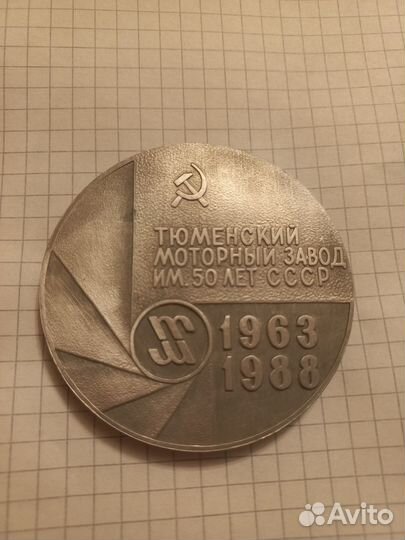 ТЮМЕНСКИЙ
МОТОРНЫЙ ЗАВОД
ИМ. 50 ЛЕТ СССР
1963
1988
Avito